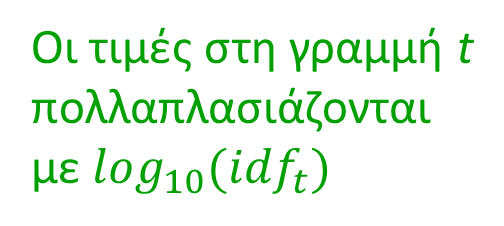 Οι τιμές στη γραμμή t
πολλαπλασιάζονται
με log₁₀(idfₜ)